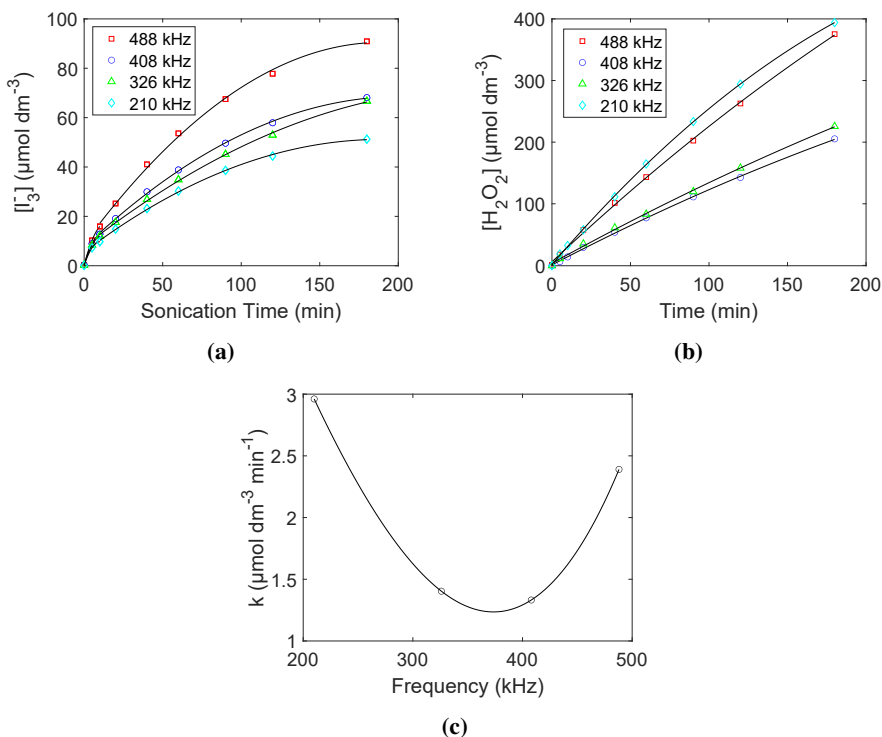 100
80
60
40
20
0
[I₃⁻] (µmol dm⁻³)
488 kHz
408 kHz
326 kHz
210 kHz
0 50 100 150 200
Sonication Time (min)
(a)
400
300
200
100
0
[H₂O₂] (µmol dm⁻³)
488 kHz
408 kHz
326 kHz
210 kHz
0 50 100 150 200
Time (min)
(b)
3
2.5
2
1.5
1
k (µmol dm⁻³ min⁻¹)
200 300 400 500
Frequency (kHz)
(c)